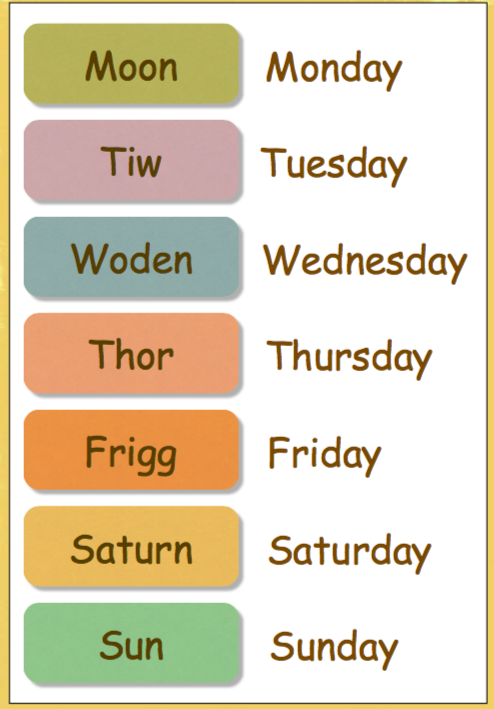 Moon Monday
Tiw Tuesday
Woden Wednesday
Thor Thursday
Frigg Friday
Saturn Saturday
Sun Sunday